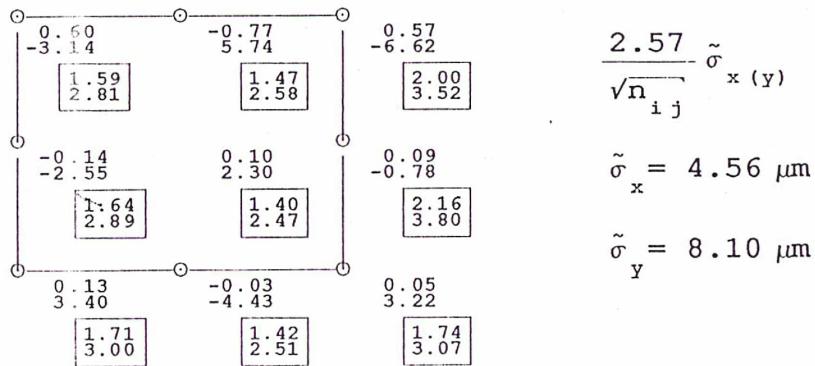 0.60 -0.77 0.57
-3.14 5.74 -6.62
1.59 1.47 2.00
2.81 2.58 3.52
-0.14 0.10 0.09
-2.55 2.30 -0.78
1.64 1.40 2.16
2.89 2.47 3.80
0.13 -0.03 0.05
3.40 -4.43 3.22
1.71 1.42 1.74
3.00 2.51 3.07
2.57
√n i j σ̃ x (y)
σ̃ x = 4.56 μm
σ̃ y = 8.10 μm